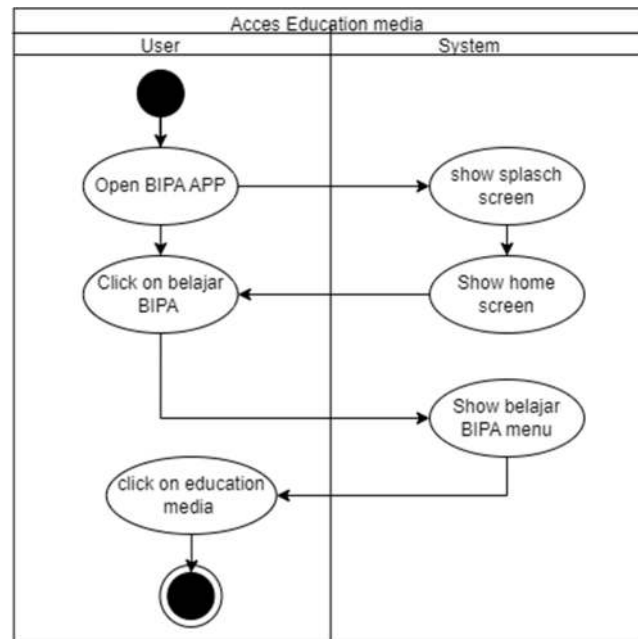 Acces Education media
User
System
Open BIPA APP
show splasch
screen
Click on belajar
BIPA
Show home
screen
Show belajar
BIPA menu
click on education
media